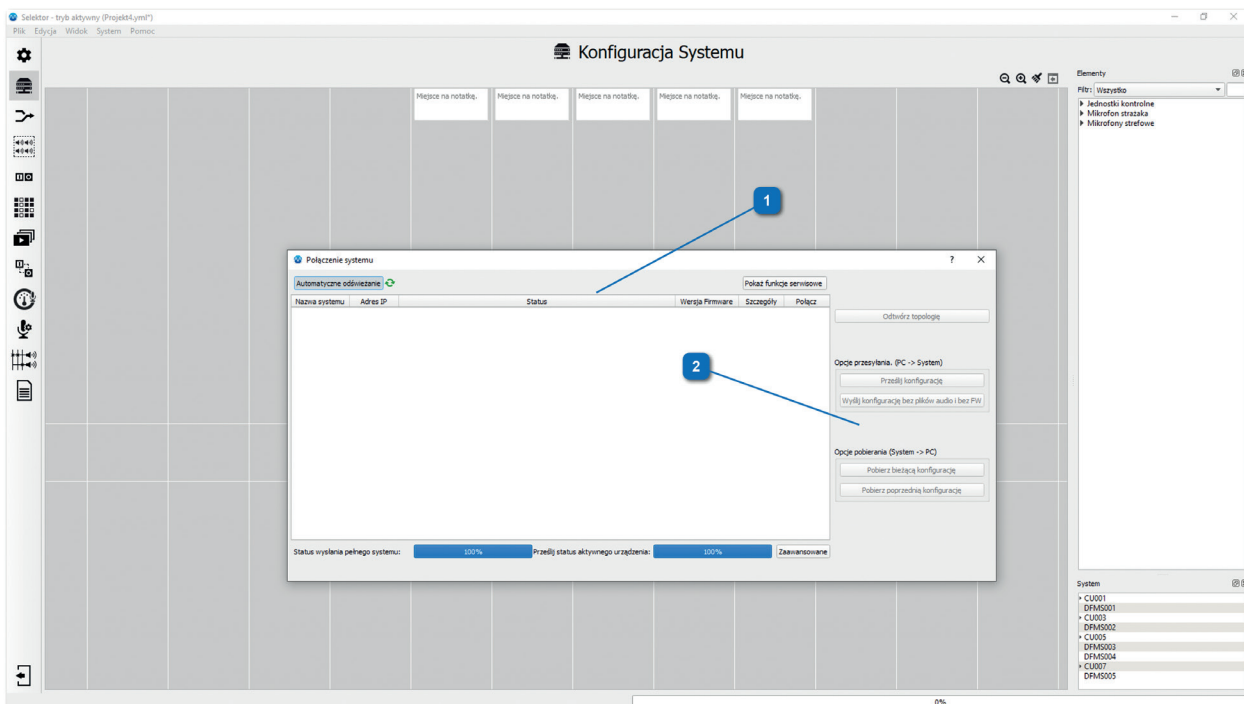 Selektor - tryb aktywny (Projekt4.yml*)
Plik Edycja Widok System Pomoc
Konfiguracja Systemu
Elementy
Filtr: Wszystko
Jednostki kontrolne
Mikrofon strażaka
Mikrofony strefowe
Miejsce na notatkę. Miejsce na notatkę. Miejsce na notatkę. Miejsce na notatkę. Miejsce na notatkę.
1
Połączenie systemu
Automatyczne odświeżanie
Pokaż funkcje serwisowe
Nazwa systemu Adres IP Status Wersja Firmware Szczegóły Połącz
Odtwórz topologię
2
Opcje przesyłania. (PC -> System)
Prześlij konfigurację
Wyślij konfigurację bez plików audio i bez FW
Opcje pobierania (System -> PC)
Pobierz bieżącą konfigurację
Pobierz poprzednią konfigurację
Status wysłania pełnego systemu: 100% Prześlij status aktywnego urządzenia: 100% Zaawansowane
System
CU001
DFMS001
CU003
DFMS002
CU005
DFMS003
DFMS004
CU007
DFMS005
0%